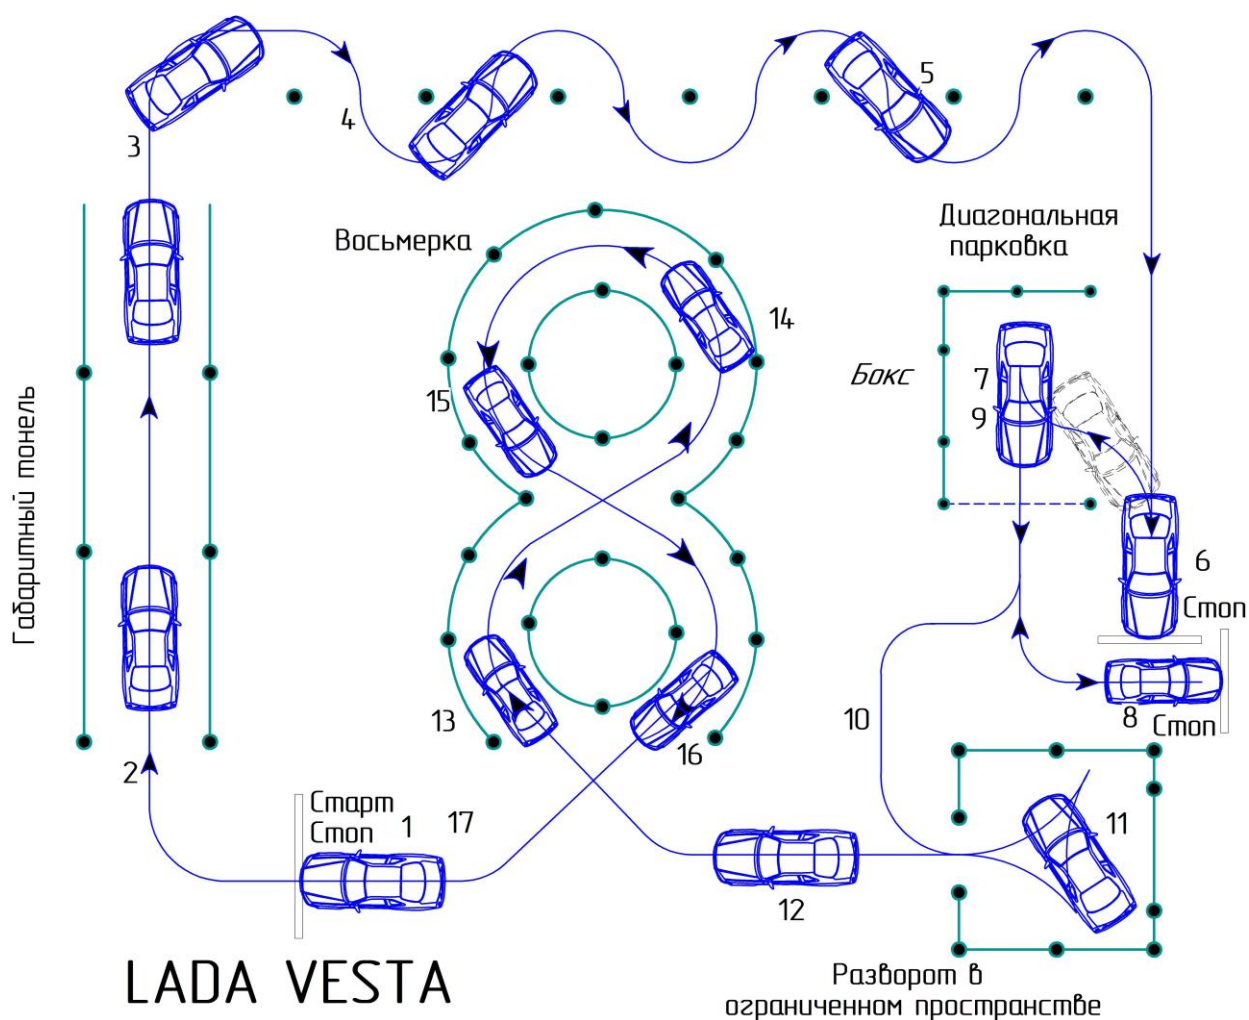 3
4
5
Восьмерка
Диагональная
парковка
14
Бокс
7
9
15
Габаритный тонель
6
Стоп
13
16
10
8
Стоп
2
Старт
Стоп
1
17
11
12
LADA VESTA
Разворот в
ограниченном пространстве